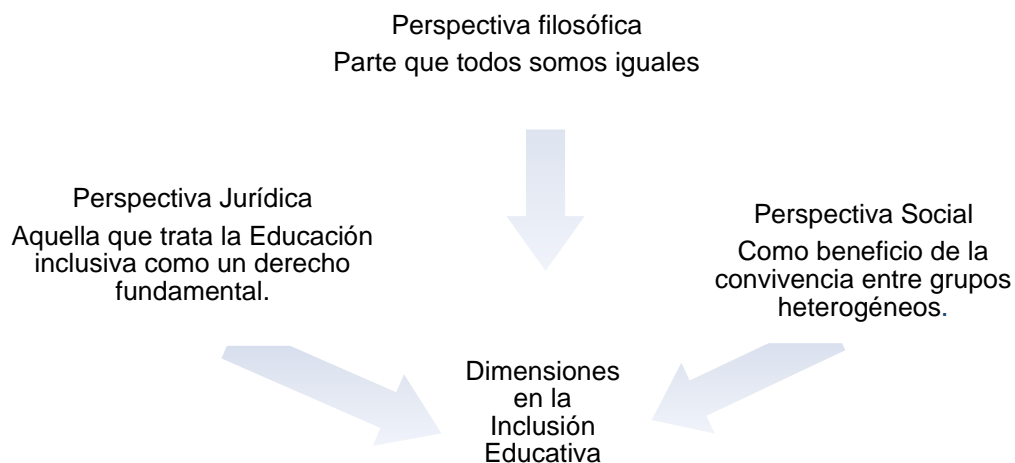 Perspectiva filosófica
Parte que todos somos iguales
Perspectiva Jurídica
Aquella que trata la Educación
inclusiva como un derecho
fundamental.
Perspectiva Social
Como beneficio de la
convivencia entre grupos
heterogéneos.
Dimensiones
en la
Inclusión
Educativa